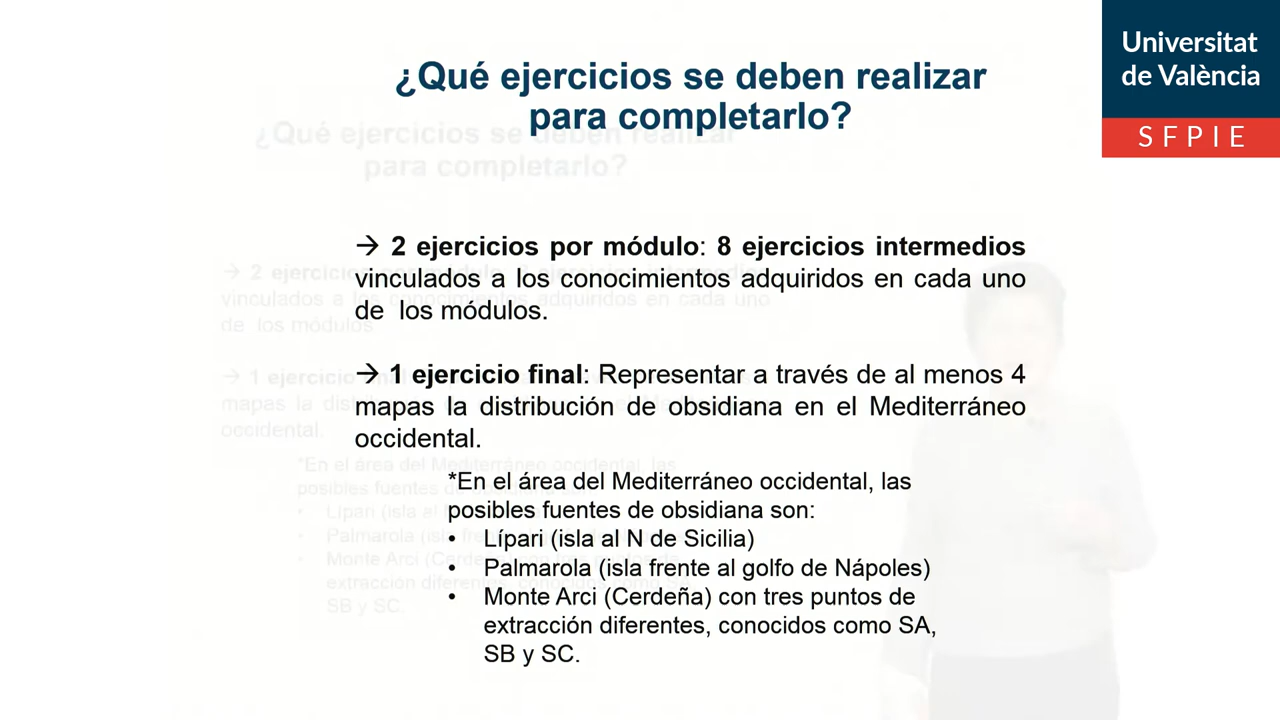 Universitat
de València
SFPIE
¿Qué ejercicios se deben realizar
para completarlo?
→ 2 ejercicios por módulo: 8 ejercicios intermedios
vinculados a los conocimientos adquiridos en cada uno
de los módulos.
→ 1 ejercicio final: Representar a través de al menos 4
mapas la distribución de obsidiana en el Mediterráneo
occidental.
*En el área del Mediterráneo occidental, las
posibles fuentes de obsidiana son:
• Lípari (isla al N de Sicilia)
• Palmarola (isla frente al golfo de Nápoles)
• Monte Arci (Cerdeña) con tres puntos de
extracción diferentes, conocidos como SA,
SB y SC.